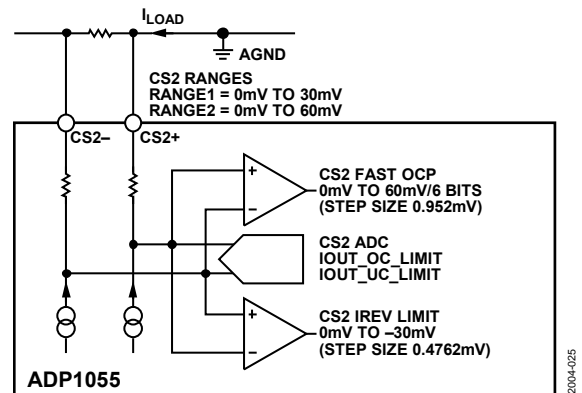 ILOAD
AGND
CS2 RANGES
RANGE1 = 0mV TO 30mV
RANGE2 = 0mV TO 60mV
CS2–
CS2+
+
–
CS2 FAST OCP
0mV TO 60mV/6 BITS
(STEP SIZE 0.952mV)
CS2 ADC
IOUT_OC_LIMIT
IOUT_UC_LIMIT
+
–
CS2 IREV LIMIT
0mV TO –30mV
(STEP SIZE 0.4762mV)
ADP1055
2004-025